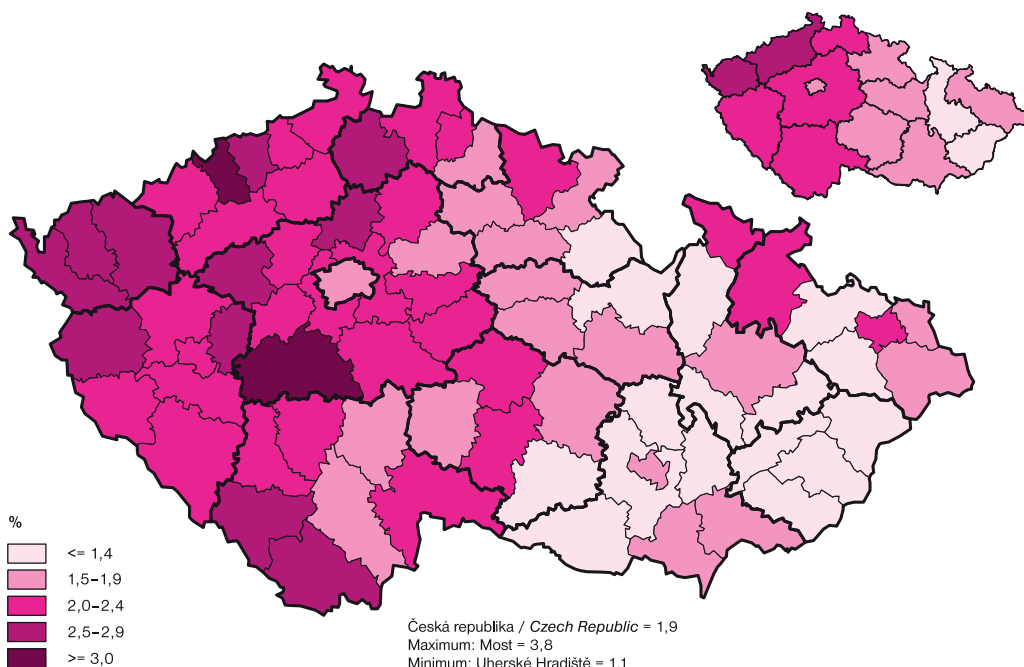 %
<= 1,4
1,5–1,9
2,0–2,4
2,5–2,9
>= 3,0
Česká republika / Czech Republic = 1,9
Maximum: Most = 3,8
Minimum: Uherské Hradiště = 1,1